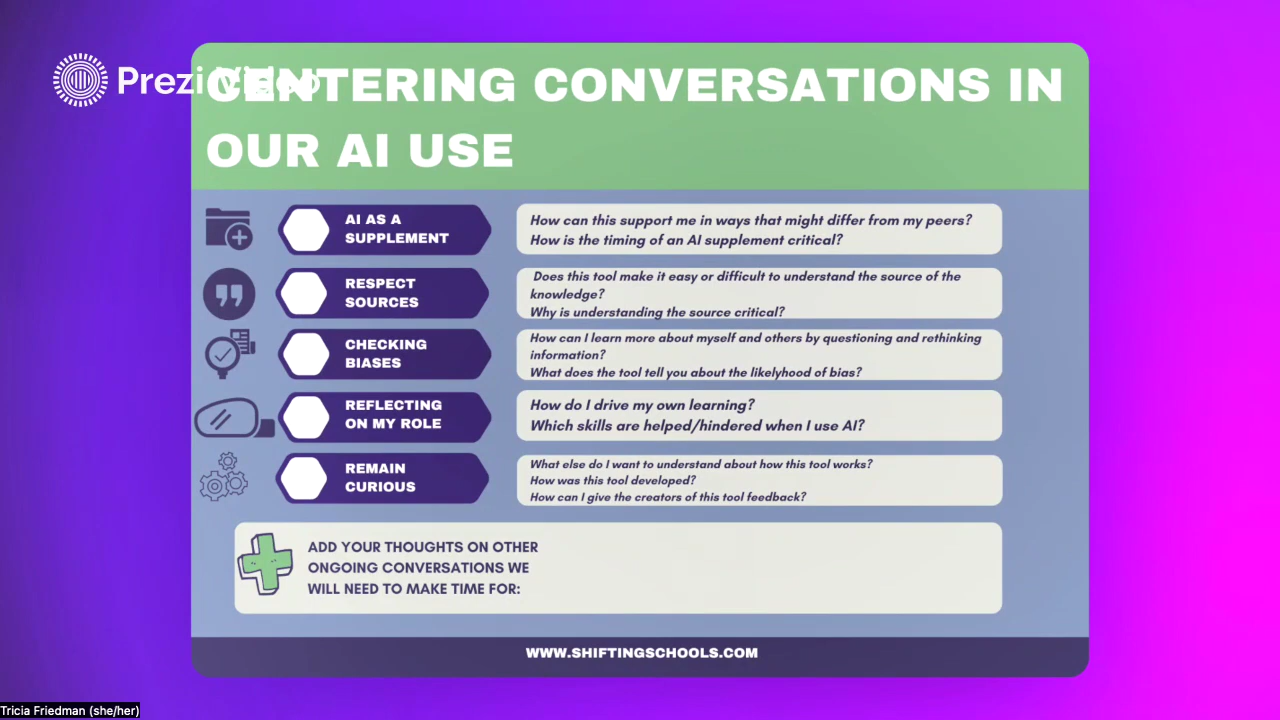 Prezi Video
CENTERING CONVERSATIONS IN
OUR AI USE
AI AS A
SUPPLEMENT
How can this support me in ways that might differ from my peers?
How is the timing of an AI supplement critical?
RESPECT
SOURCES
Does this tool make it easy or difficult to understand the source of the
knowledge?
Why is understanding the source critical?
CHECKING
BIASES
How can I learn more about myself and others by questioning and rethinking
information?
What does the tool tell you about the likelyhood of bias?
REFLECTING
ON MY ROLE
How do I drive my own learning?
Which skills are helped/hindered when I use AI?
REMAIN
CURIOUS
What else do I want to understand about how this tool works?
How was this tool developed?
How can I give the creators of this tool feedback?
ADD YOUR THOUGHTS ON OTHER
ONGOING CONVERSATIONS WE
WILL NEED TO MAKE TIME FOR:
WWW.SHIFTINGSCHOOLS.COM
Tricia Friedman (she/her)